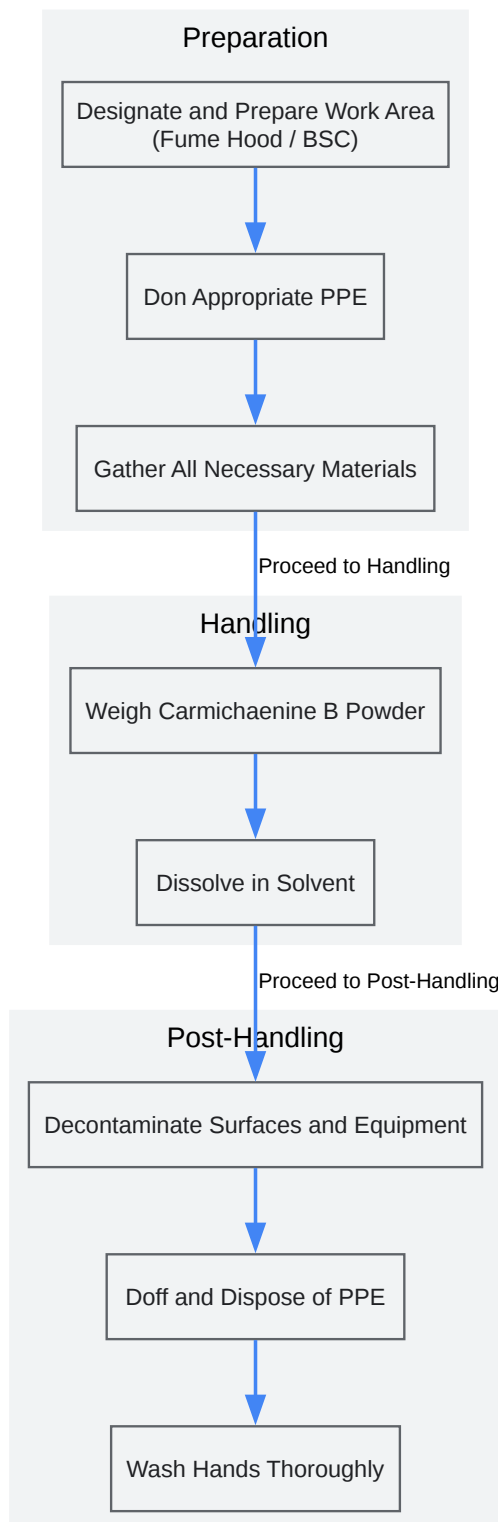 Preparation
Designate and Prepare Work Area
(Fume Hood / BSC)
Don Appropriate PPE
Gather All Necessary Materials
Proceed to Handling
Handling
Weigh Carmichaenine B Powder
Dissolve in Solvent
Proceed to Post-Handling
Post-Handling
Decontaminate Surfaces and Equipment
Doff and Dispose of PPE
Wash Hands Thoroughly